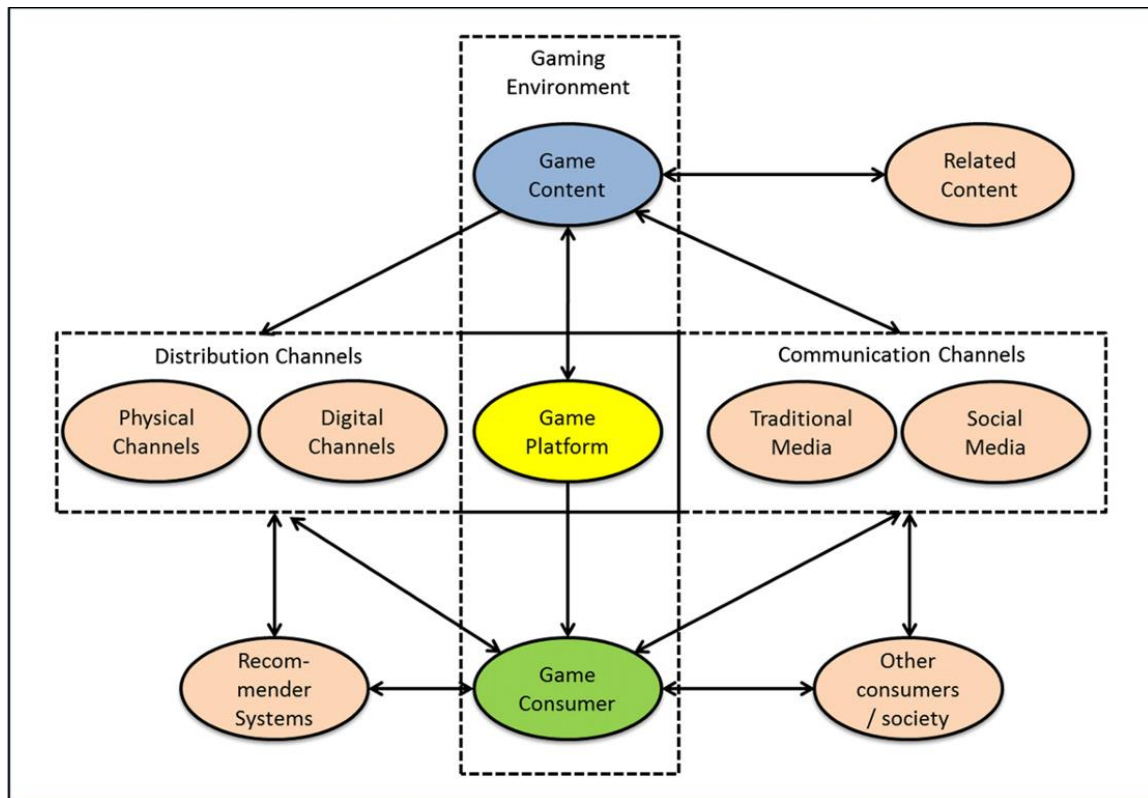 Gaming
Environment
Game
Content
Related
Content
Distribution Channels
Communication Channels
Physical
Channels
Digital
Channels
Game
Platform
Traditional
Media
Social
Media
Recom-
mender
Systems
Game
Consumer
Other
consumers
/ society